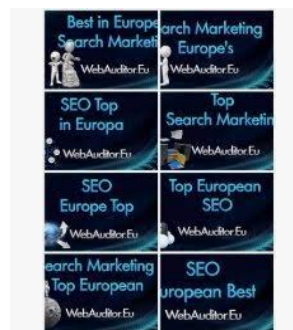 Best in Europe
Search Marketi
WebAuditor.Eu
arch Marketing
Europe's
WebAuditor.Eu
SEO Top
in Europa
WebAuditor.Eu
Top
Search Marketin
WebAuditor.Eu
SEO
Europe Top
WebAuditor.Eu
Top European
SEO
WebAuditor.Eu
earch Marketing
Top European
WebAuditor.Eu
SEO
uropean Best
WebAuditor.Eu